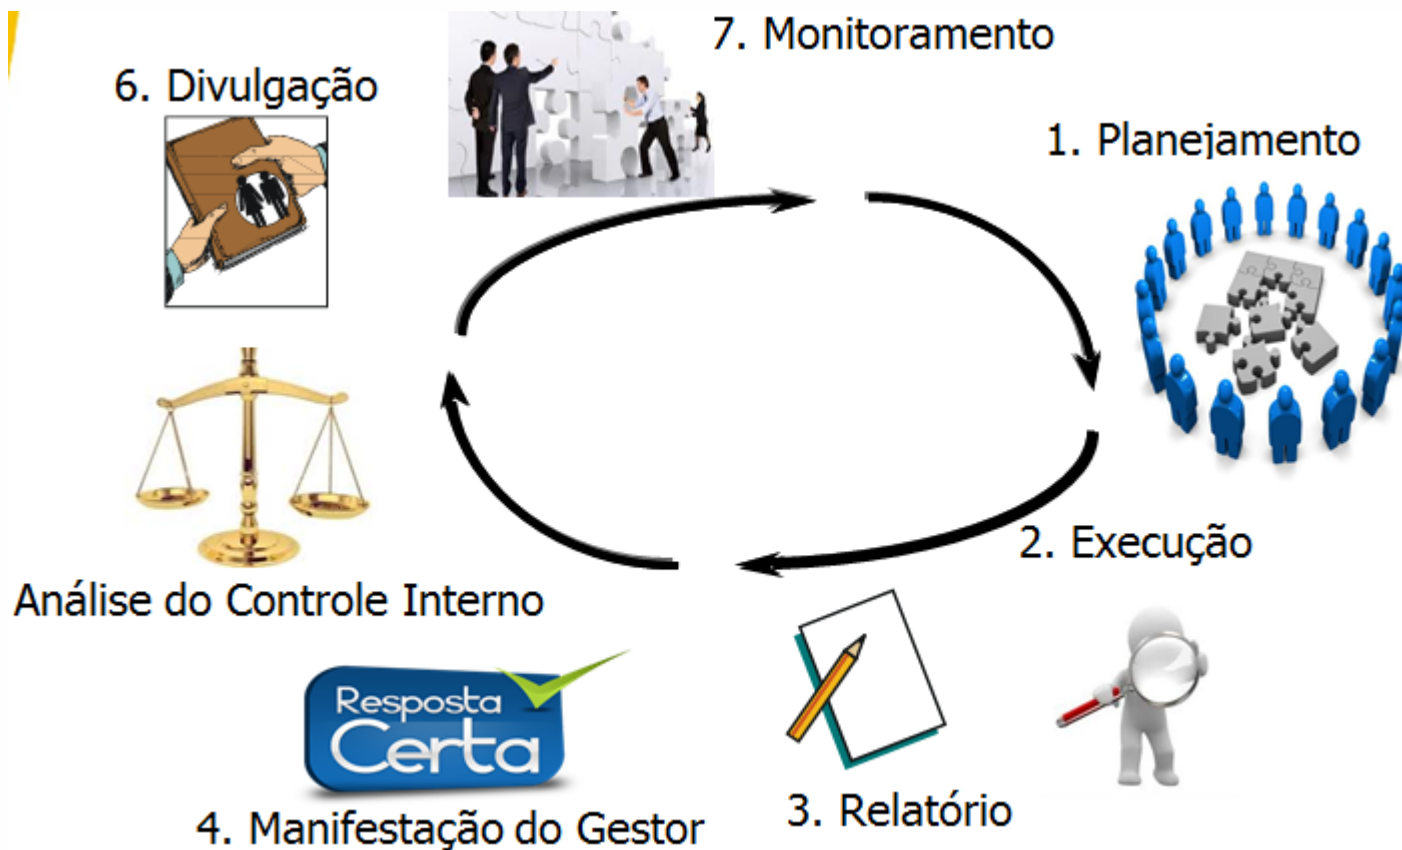 7. Monitoramento
6. Divulgação
1. Planejamento
2. Execução
Análise do Controle Interno
Resposta
Certa
3. Relatório
4. Manifestação do Gestor